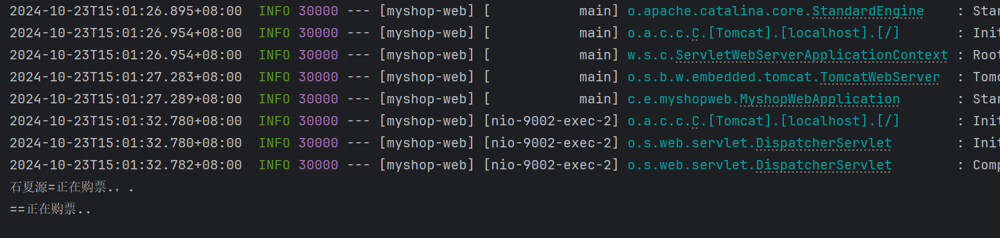 2024-10-23T15:01:26.895+08:00  INFO 30000 --- [myshop-web] [           main] o.apache.catalina.core.StandardEngine    : Star
2024-10-23T15:01:26.954+08:00  INFO 30000 --- [myshop-web] [           main] o.a.c.c.C.[Tomcat].[localhost].[/]       : Init
2024-10-23T15:01:26.954+08:00  INFO 30000 --- [myshop-web] [           main] w.s.c.ServletWebServerApplicationContext : Root
2024-10-23T15:01:27.283+08:00  INFO 30000 --- [myshop-web] [           main] o.s.b.w.embedded.tomcat.TomcatWebServer  : Tomc
2024-10-23T15:01:27.289+08:00  INFO 30000 --- [myshop-web] [           main] c.e.myshopweb.MyshopWebApplication       : Star
2024-10-23T15:01:32.780+08:00  INFO 30000 --- [myshop-web] [nio-9002-exec-2] o.a.c.c.C.[Tomcat].[localhost].[/]       : Init
2024-10-23T15:01:32.780+08:00  INFO 30000 --- [myshop-web] [nio-9002-exec-2] o.s.web.servlet.DispatcherServlet        : Init
2024-10-23T15:01:32.782+08:00  INFO 30000 --- [myshop-web] [nio-9002-exec-2] o.s.web.servlet.DispatcherServlet        : Comp
石夏源=正在购票.，.
==正在购票..